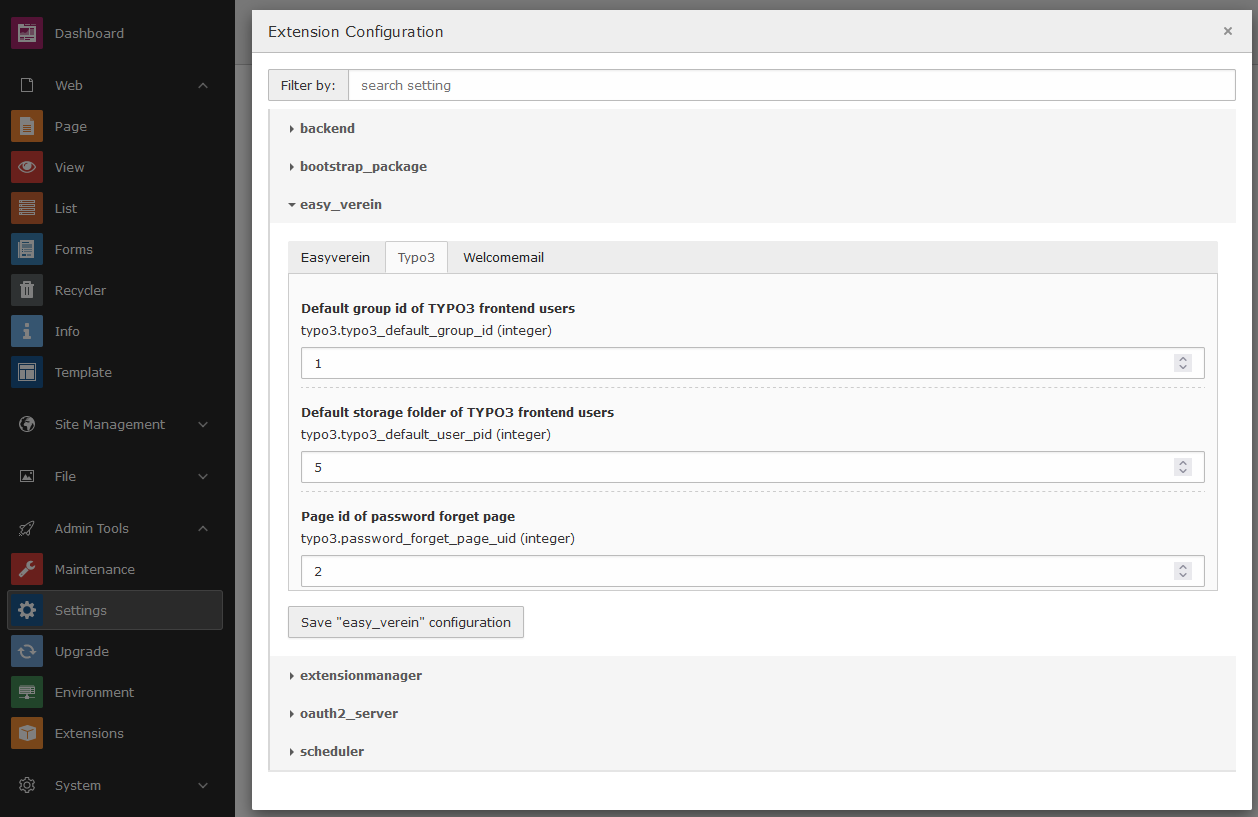 Dashboard
Web
Page
View
List
Forms
Recycler
Info
Template
Site Management
File
Admin Tools
Maintenance
Settings
Upgrade
Environment
Extensions
System
Extension Configuration
×
Filter by: search setting
backend
bootstrap_package
easy_verein
Easyverein Typo3 Welcomemail
Default group id of TYPO3 frontend users
typo3.typo3_default_group_id (integer)
1
Default storage folder of TYPO3 frontend users
typo3.typo3_default_user_pid (integer)
5
Page id of password forget page
typo3.password_forget_page_uid (integer)
2
Save "easy_verein" configuration
extensionmanager
oauth2_server
scheduler